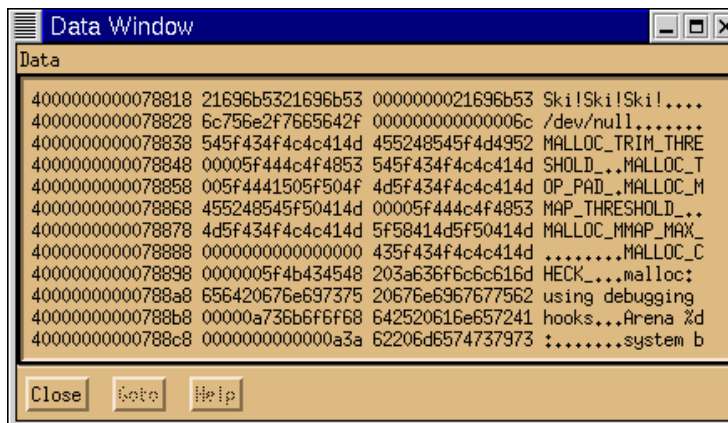 Data Window
Data
4000000000078818 21696b5321696b53 0000000021696b53 Ski!Ski!Ski!....
4000000000078828 6c756e2f7665642f 000000000000006c /dev/null.......
4000000000078838 545f434f4c4c414d 455248545f4d4952 MALLOC_TRIM_THRE
4000000000078848 00005f444c4f4853 545f434f4c4c414d SHOLD_..MALLOC_T
4000000000078858 005f4441505f504f 4d5f434f4c4c414d OP_PAD_.MALLOC_M
4000000000078868 455248545f50414d 00005f444c4f4853 MAP_THRESHOLD_..
4000000000078878 4d5f434f4c4c414d 5f58414d5f50414d MALLOC_MMAP_MAX_
4000000000078888 0000000000000000 435f434f4c4c414d ........MALLOC_C
4000000000078898 0000005f4b434548 203a636f6c6c616d HECK_...malloc:
40000000000788a8 656420676e697375 20676e6967677562 using debugging
40000000000788b8 00000a736b6f6f68 642520616e657241 hooks...Arena %d
40000000000788c8 0000000000000a3a 62206d6574737973 :.......system b
Close Goto Help